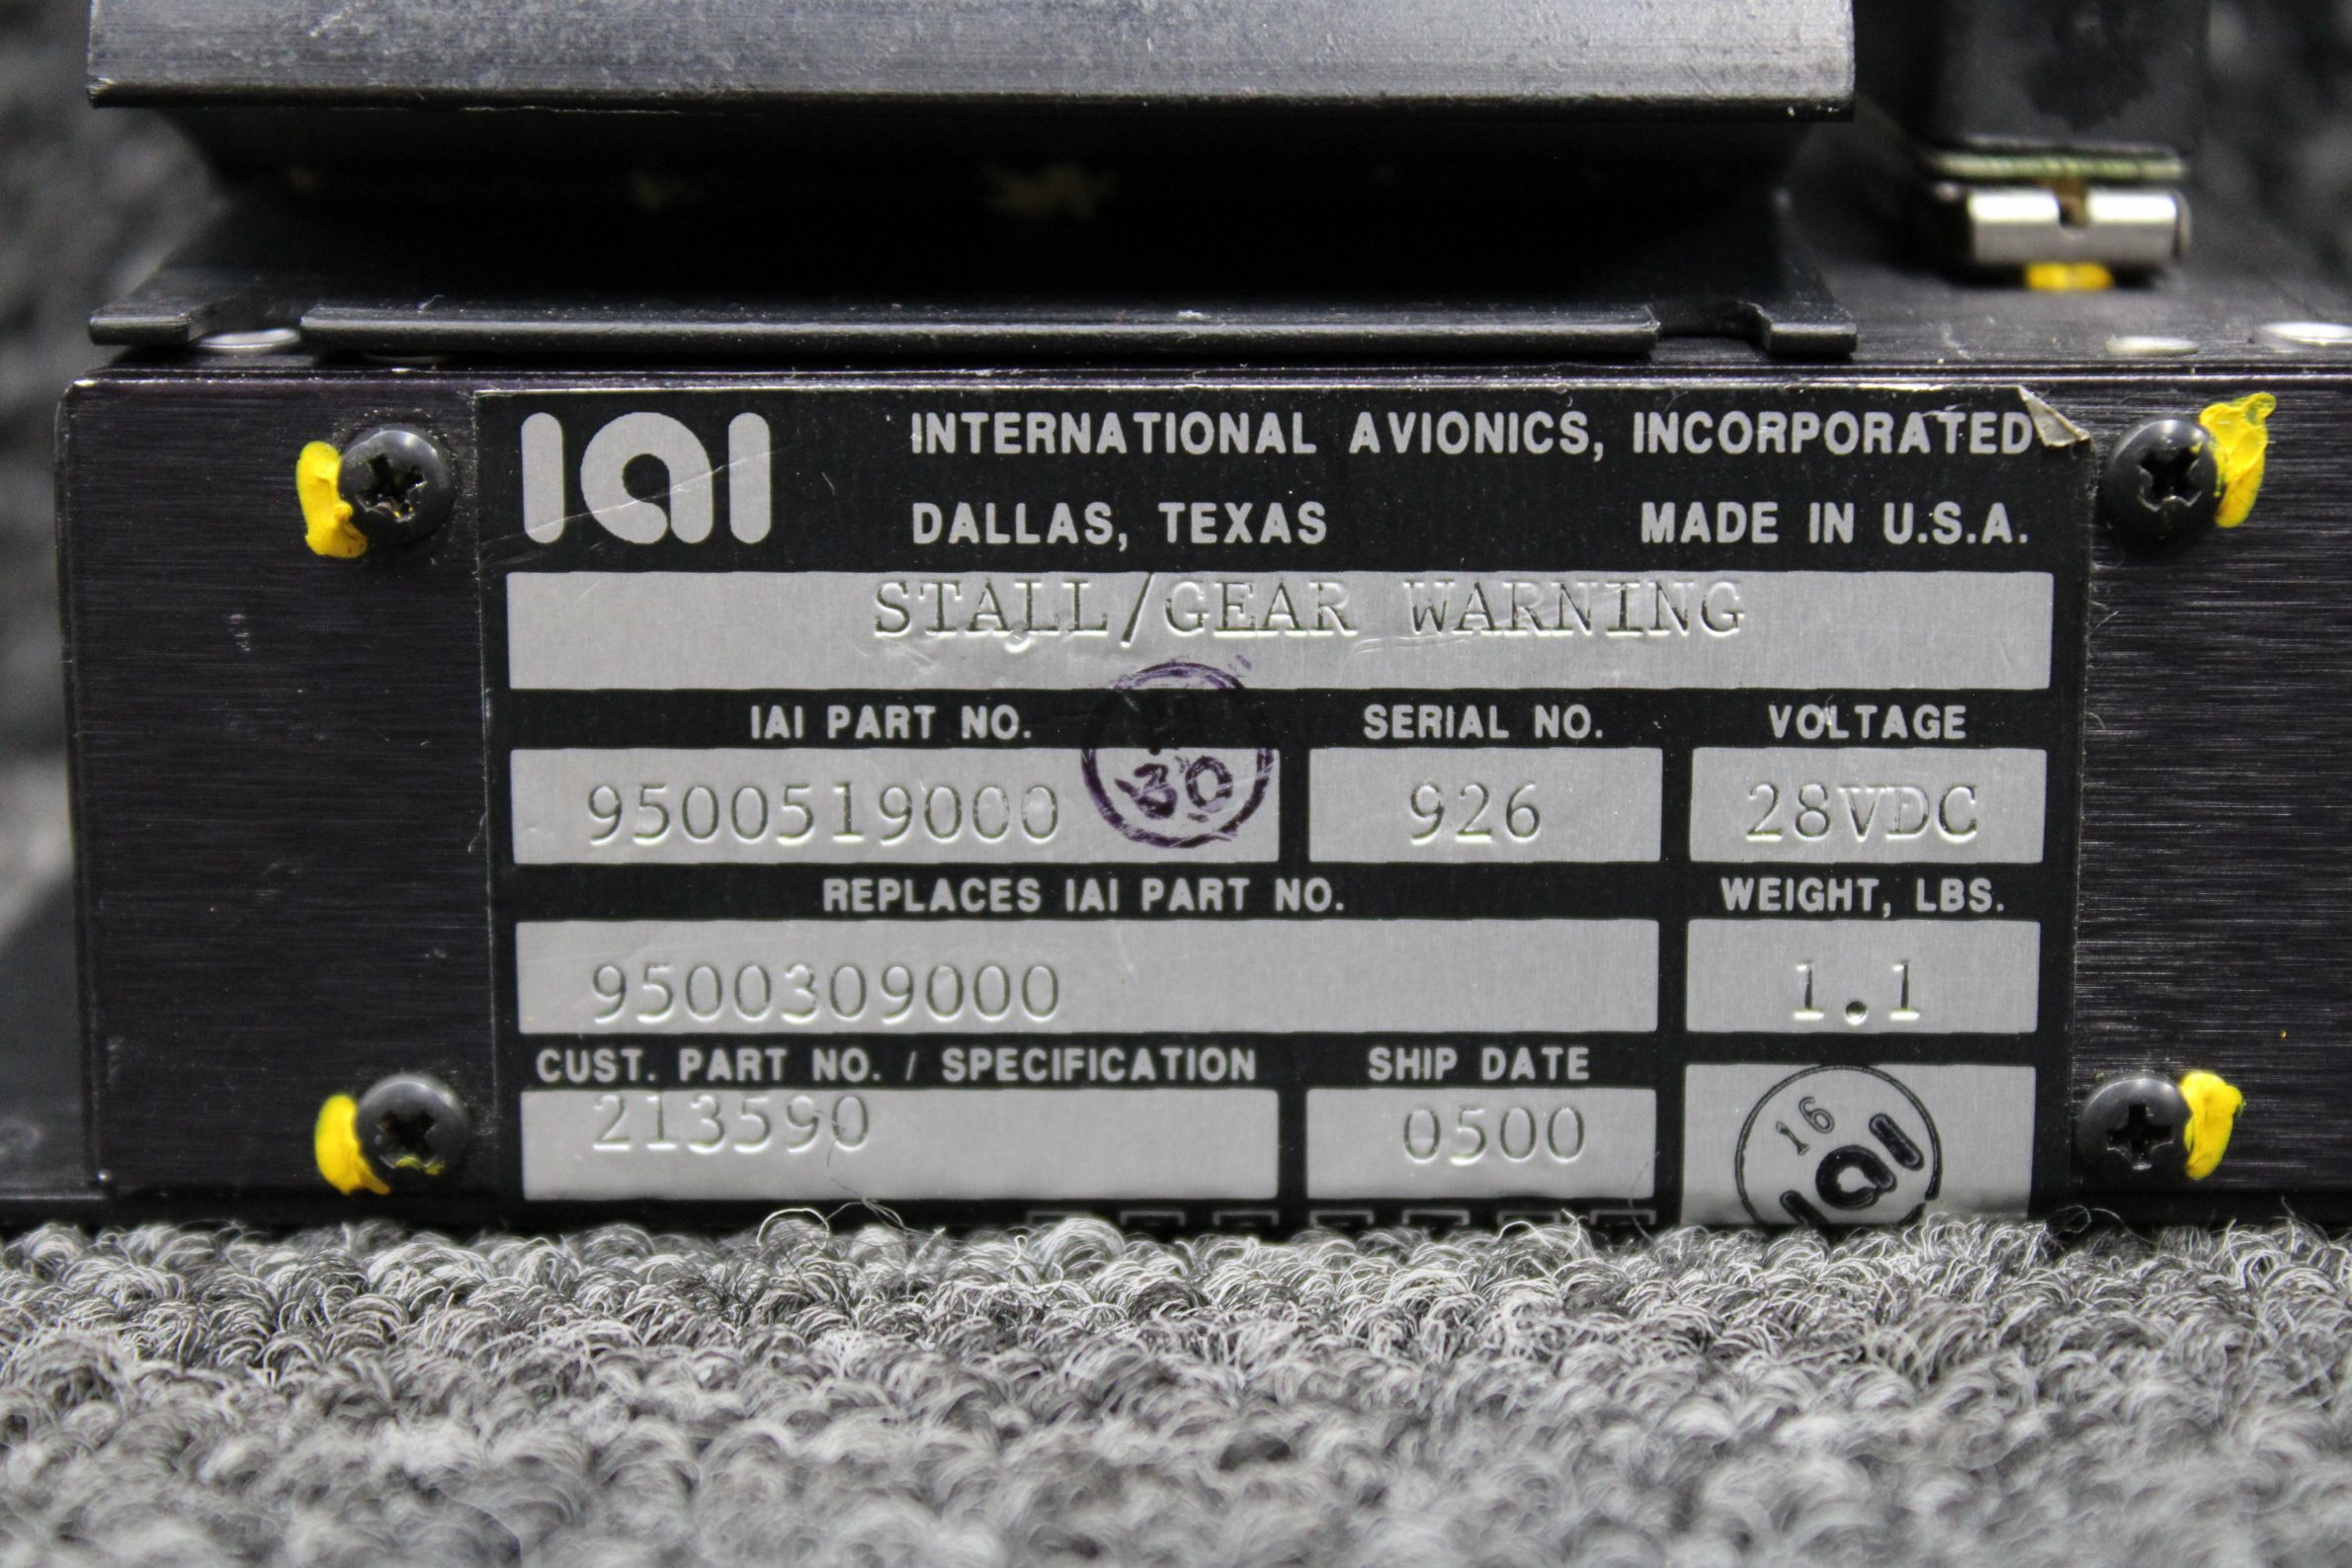 IAI INTERNATIONAL AVIONICS, INCORPORATED
DALLAS, TEXAS MADE IN U.S.A.
STALL/GEAR WARNING
IAI PART NO. SERIAL NO. VOLTAGE
9500519000 30 926 28VDC
REPLACES IAI PART NO. WEIGHT, LBS.
9500309000 1.1
CUST. PART NO. / SPECIFICATION SHIP DATE
213590 0500
16
IAI